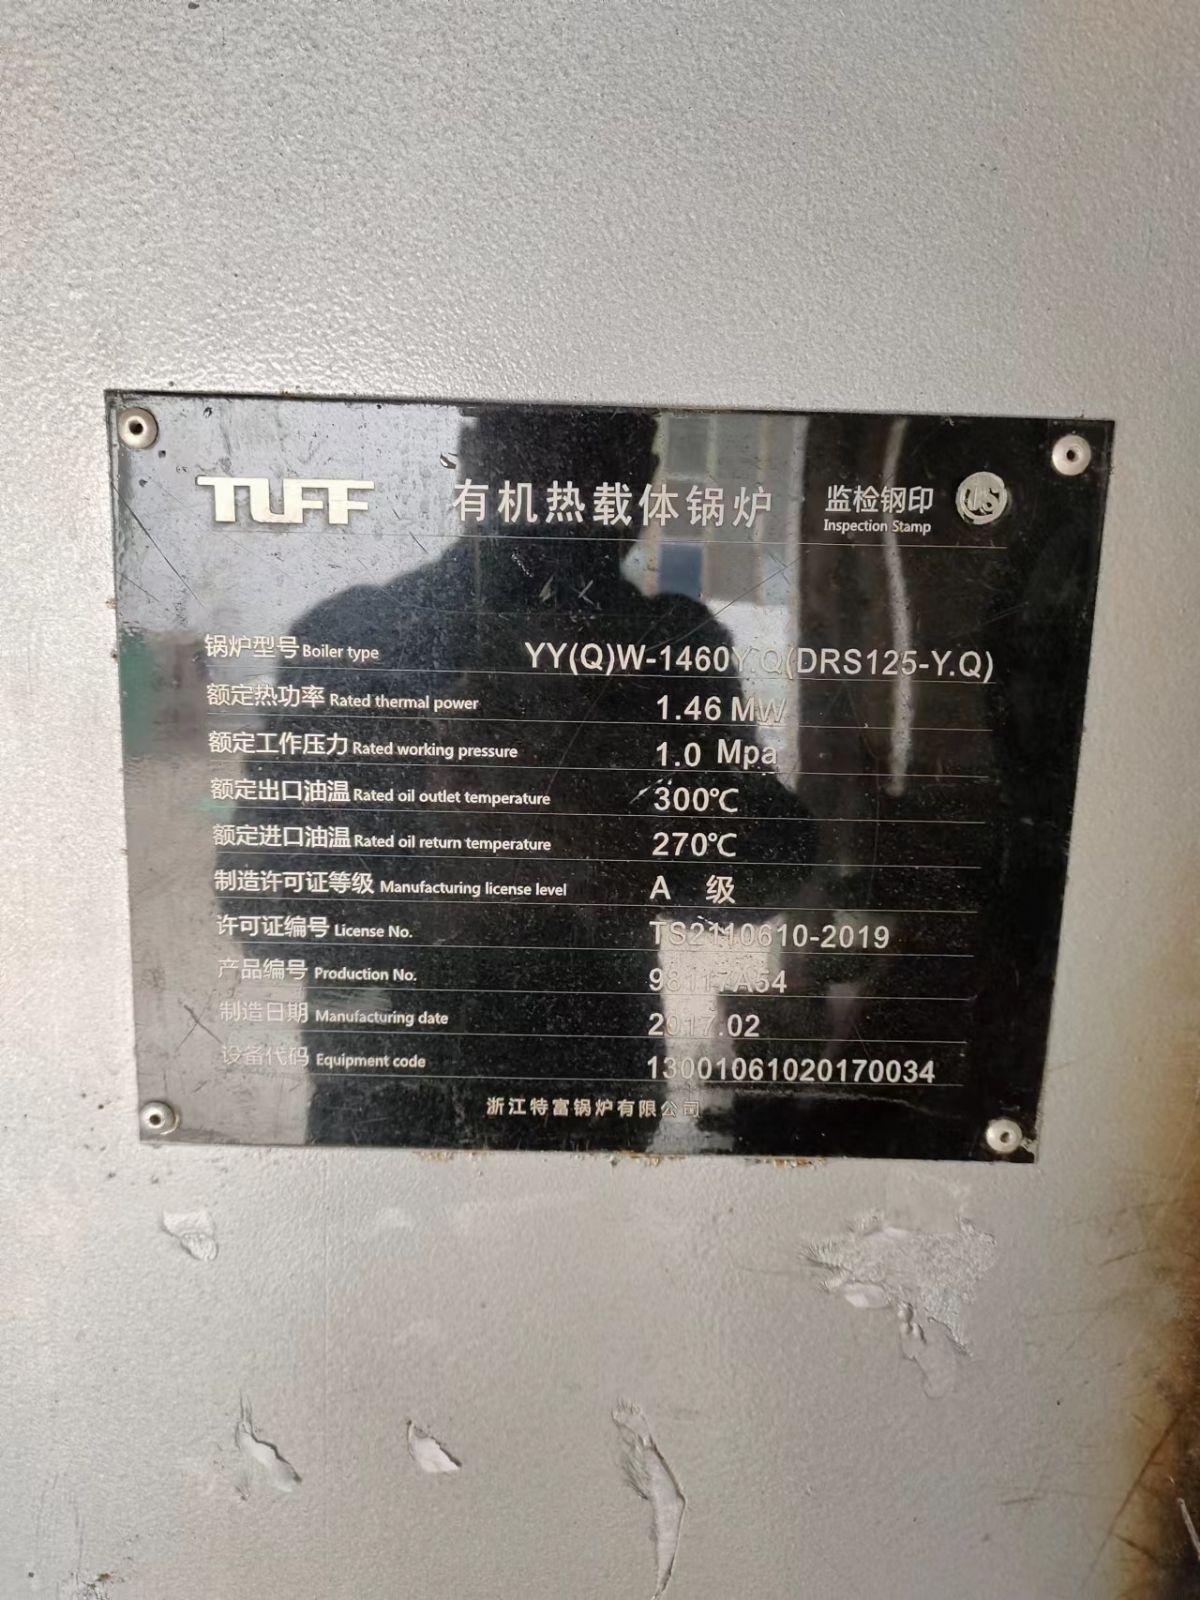 TUFF 有机热载体锅炉 监检钢印
Inspection Stamp
锅炉型号 Boiler type YY(Q)W-1460Y.Q(DRS125-Y.Q)
额定热功率 Rated thermal power 1.46 MW
额定工作压力 Rated working pressure 1.0 Mpa
额定出口油温 Rated oil outlet temperature 300℃
额定进口油温 Rated oil return temperature 270℃
制造许可证等级 Manufacturing license level A 级
许可证编号 License No. TS2110610-2019
产品编号 Production No. 98117A54
制造日期 Manufacturing date 2017.02
设备代码 Equipment code 13001061020170034
浙江特富锅炉有限公司